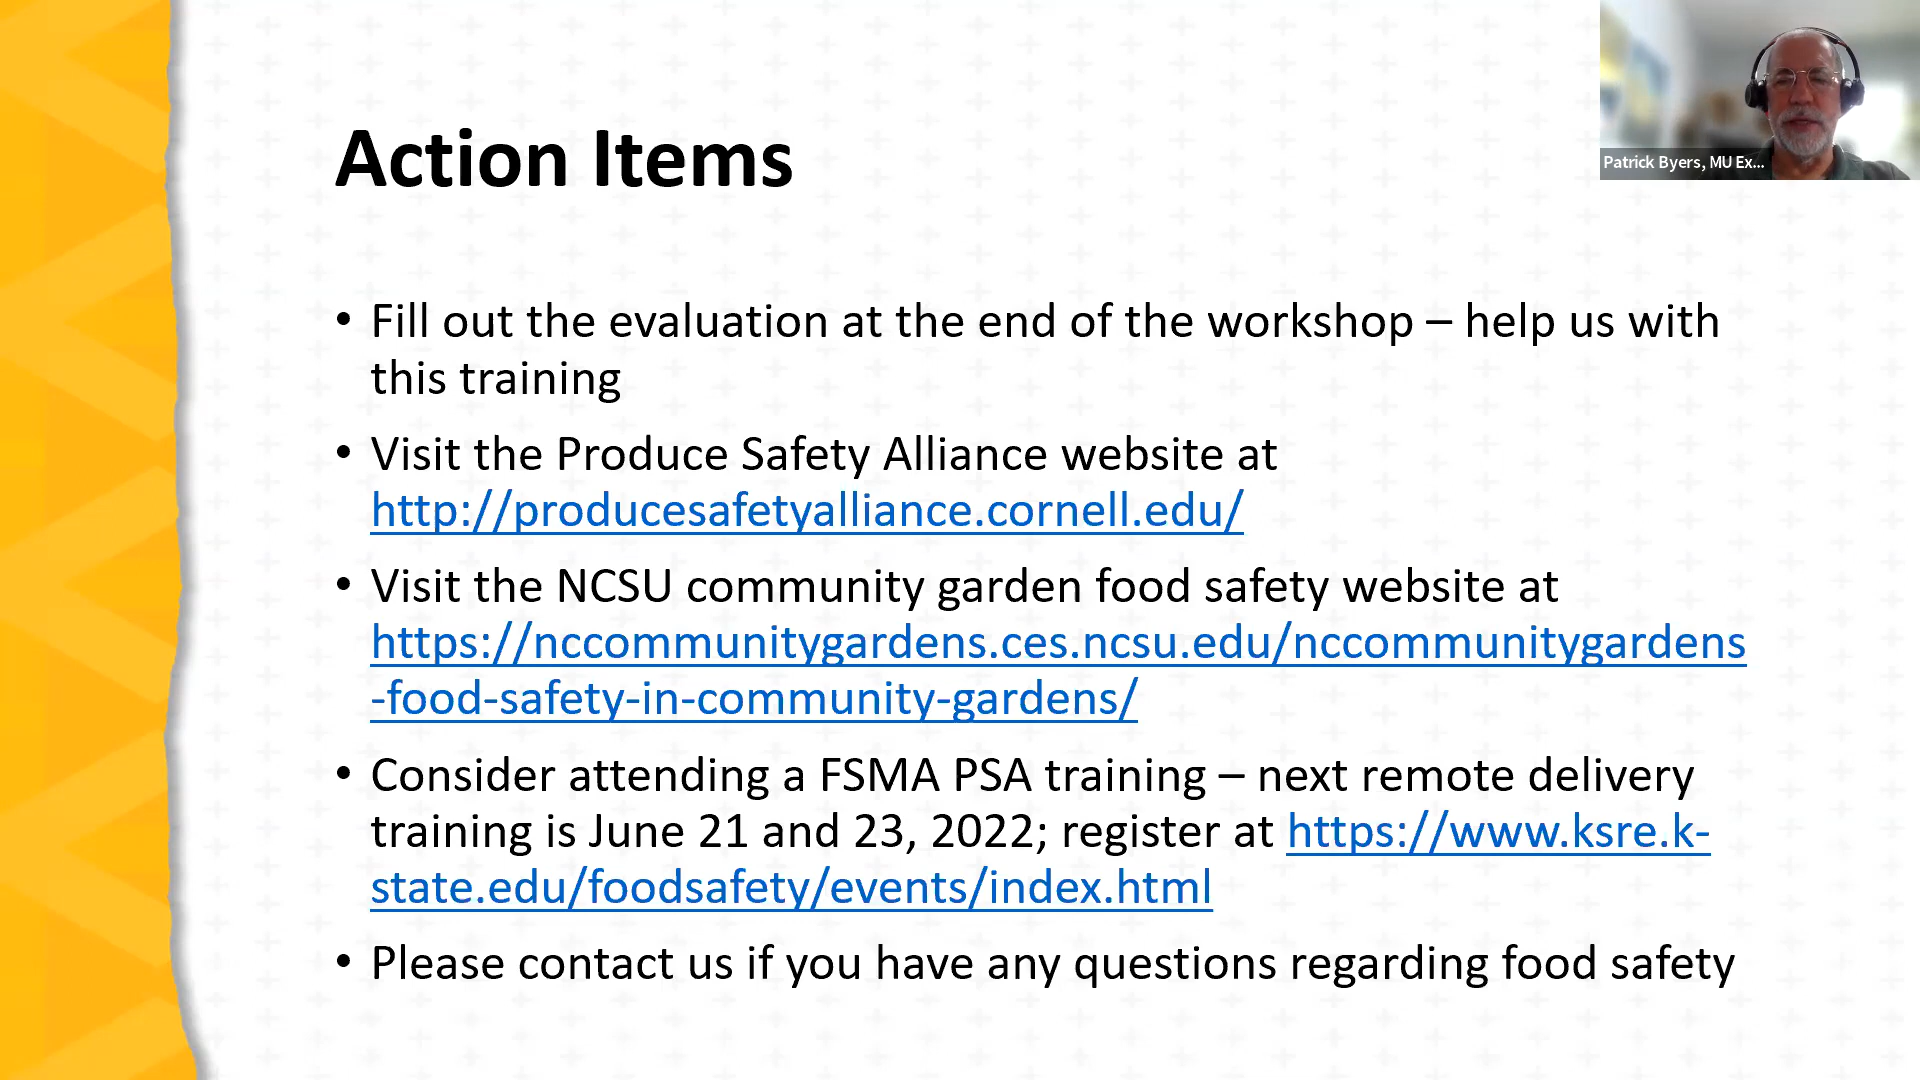 Action Items
Patrick Byers, MU Ex...
• Fill out the evaluation at the end of the workshop – help us with
this training
• Visit the Produce Safety Alliance website at
http://producesafetyalliance.cornell.edu/
• Visit the NCSU community garden food safety website at
https://nccommunitygardens.ces.ncsu.edu/nccommunitygardens
-food-safety-in-community-gardens/
• Consider attending a FSMA PSA training – next remote delivery
training is June 21 and 23, 2022; register at https://www.ksre.k-
state.edu/foodsafety/events/index.html
• Please contact us if you have any questions regarding food safety